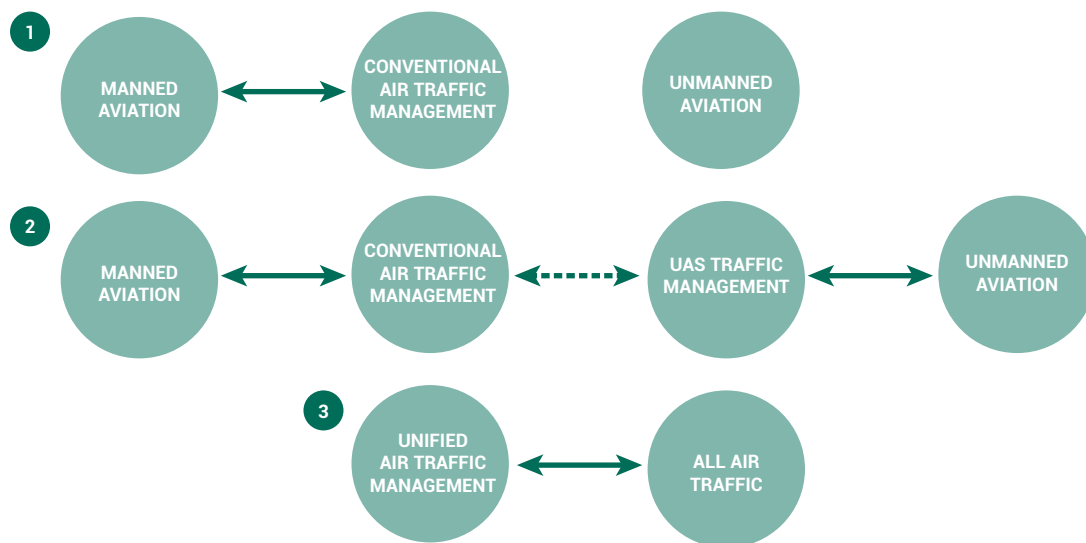 1
MANNED
AVIATION
CONVENTIONAL
AIR TRAFFIC
MANAGEMENT
UNMANNED
AVIATION
2
MANNED
AVIATION
CONVENTIONAL
AIR TRAFFIC
MANAGEMENT
UAS TRAFFIC
MANAGEMENT
UNMANNED
AVIATION
3
UNIFIED
AIR TRAFFIC
MANAGEMENT
ALL AIR
TRAFFIC